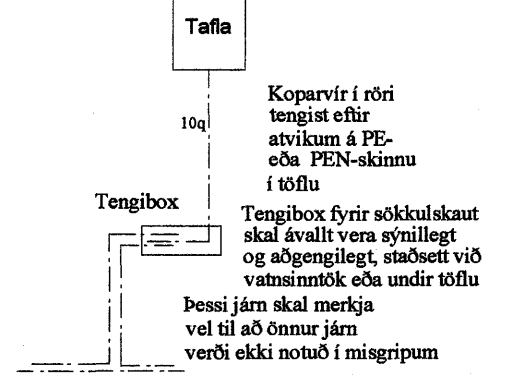 Tafla
Koparvír í röri
tengist eftir
atvikum á PE-
eða PEN-skinnu
í töflu
10q
Tengibox
Tengibox fyrir sökkulskaut
skal ávallt vera sýnillegt
og aðgengilegt, staðsett við
vatnsinntök eða undir töflu
Þessi járn skal merkja
vel til að önnur járn
verði ekki notuð í misgripum